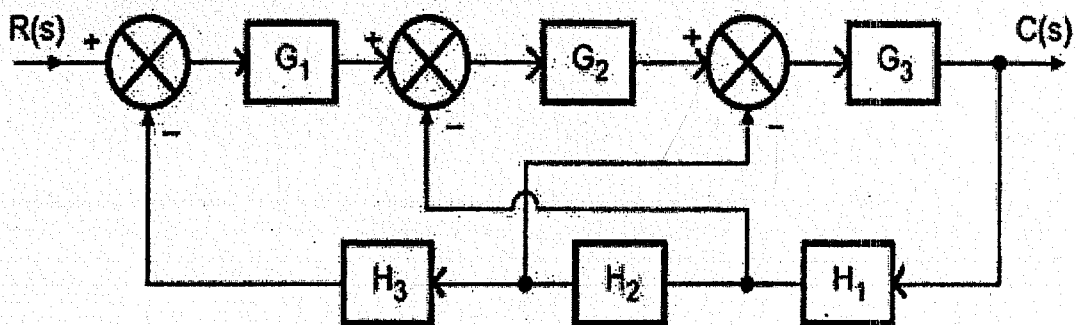 R(s) + G₁ + G₂ + G₃ C(s)
− − −
H₃ H₂ H₁